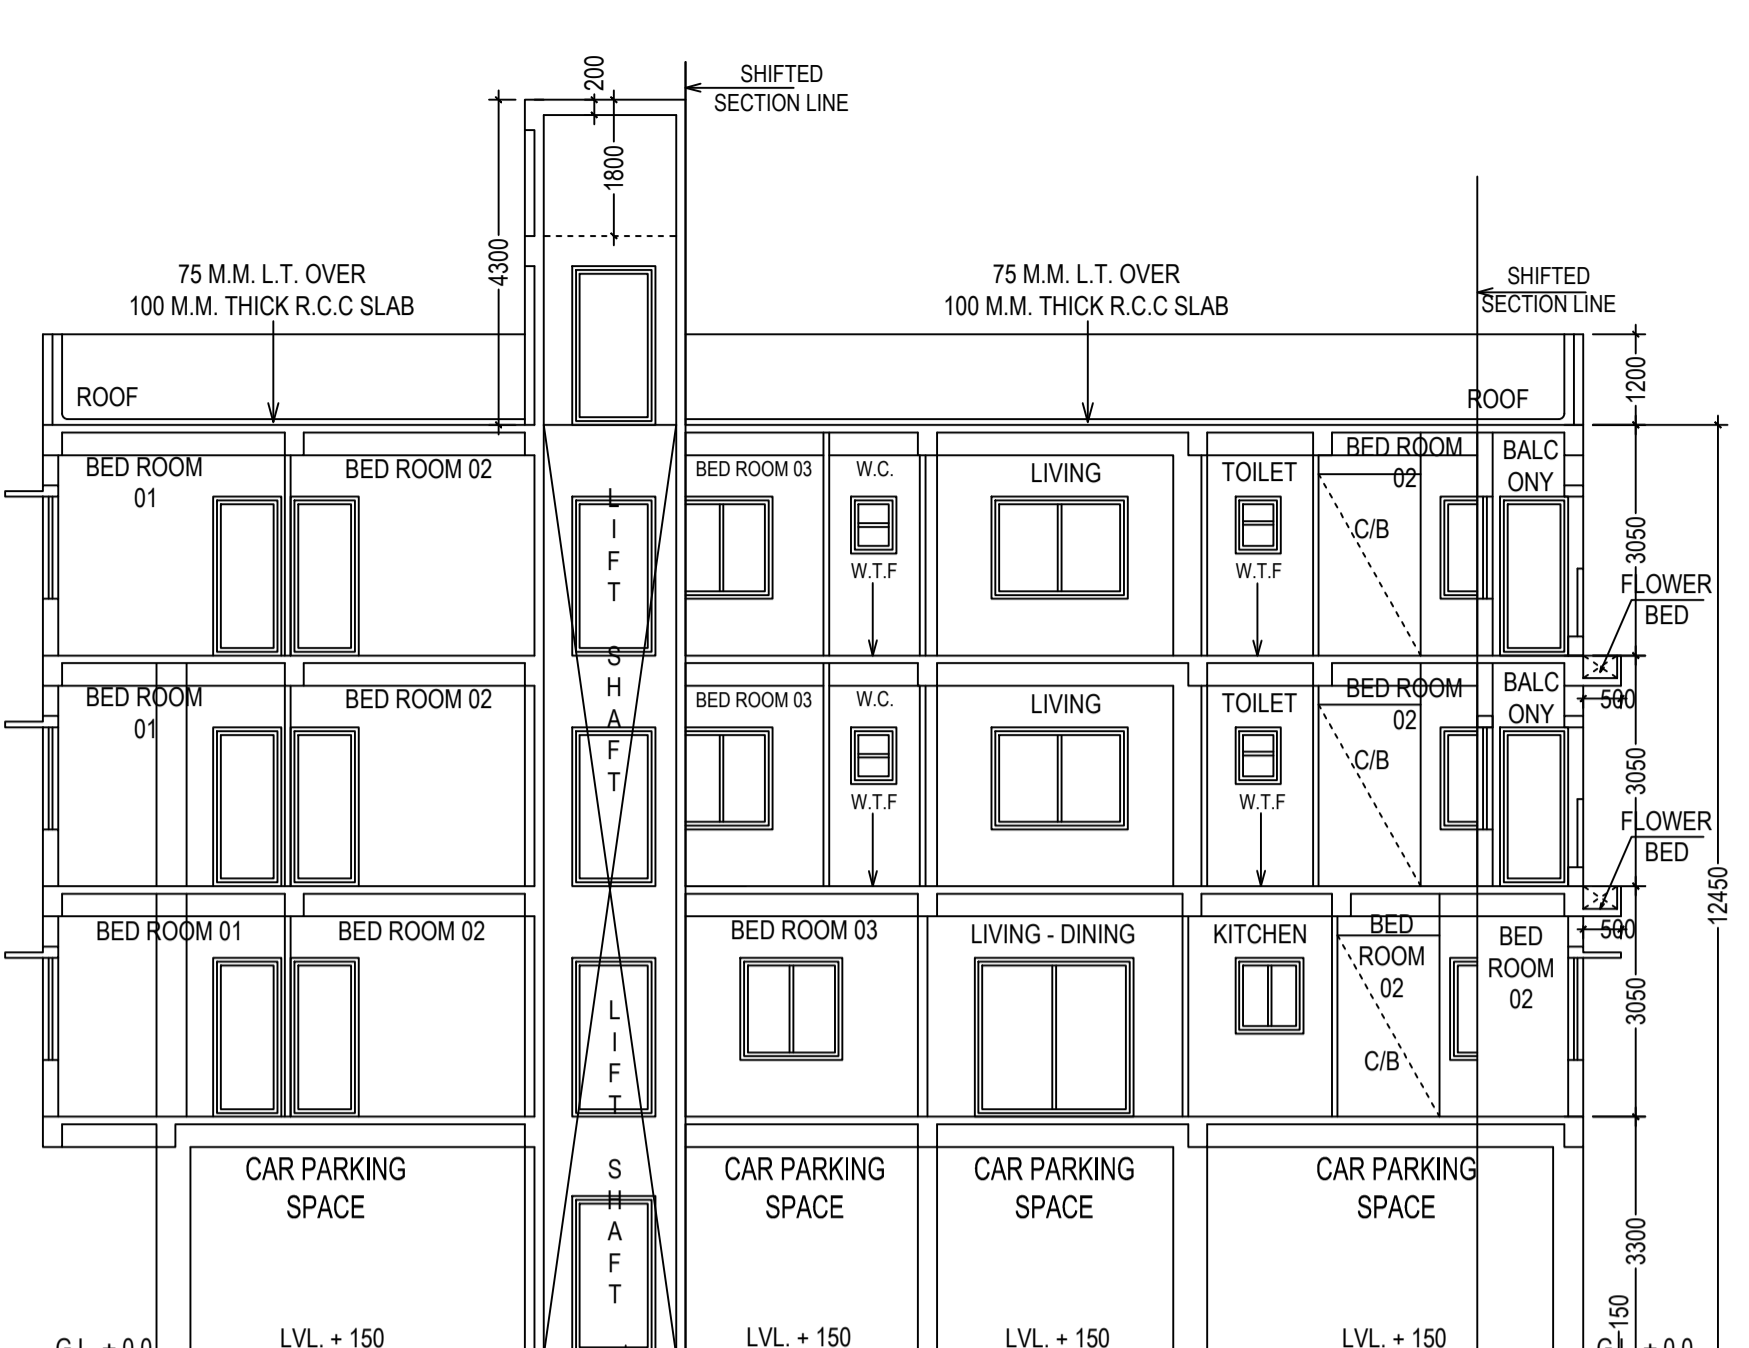 200
SHIFTED
SECTION LINE
1800
4300
75 M.M. L.T. OVER
100 M.M. THICK R.C.C SLAB
75 M.M. L.T. OVER
100 M.M. THICK R.C.C SLAB
SHIFTED
SECTION LINE
1200
ROOF
ROOF
BED ROOM
01
BED ROOM 02
LIFT SHAFT
BED ROOM 03
W.C.
W.T.F
LIVING
TOILET
W.T.F
BED ROOM
02
C/B
BALC
ONY
3050
FLOWER
BED
500
BED ROOM
01
BED ROOM 02
BED ROOM 03
W.C.
W.T.F
LIVING
TOILET
W.T.F
BED ROOM
02
C/B
BALC
ONY
3050
FLOWER
BED
500
12450
BED ROOM 01
BED ROOM 02
LIFT SHAFT
BED ROOM 03
LIVING - DINING
KITCHEN
BED
ROOM
02
C/B
BED
ROOM
02
3050
CAR PARKING
SPACE
CAR PARKING
SPACE
CAR PARKING
SPACE
CAR PARKING
SPACE
3300
150
LVL. + 150
LVL. + 150
LVL. + 150
LVL. + 150